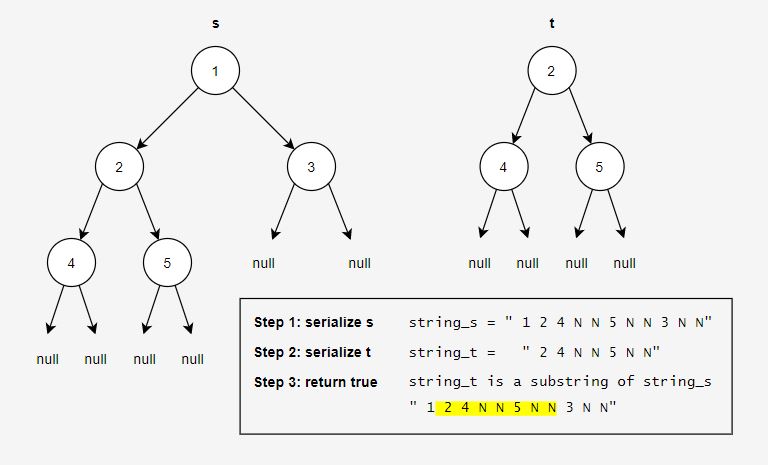 s t
1 2
2 3 4 5
4 5 null null null null null null
null null null null
Step 1: serialize s string_s = " 1 2 4 N N 5 N N 3 N N"
Step 2: serialize t string_t = " 2 4 N N 5 N N"
Step 3: return true string_t is a substring of string_s
" 1 2 4 N N 5 N N 3 N N"